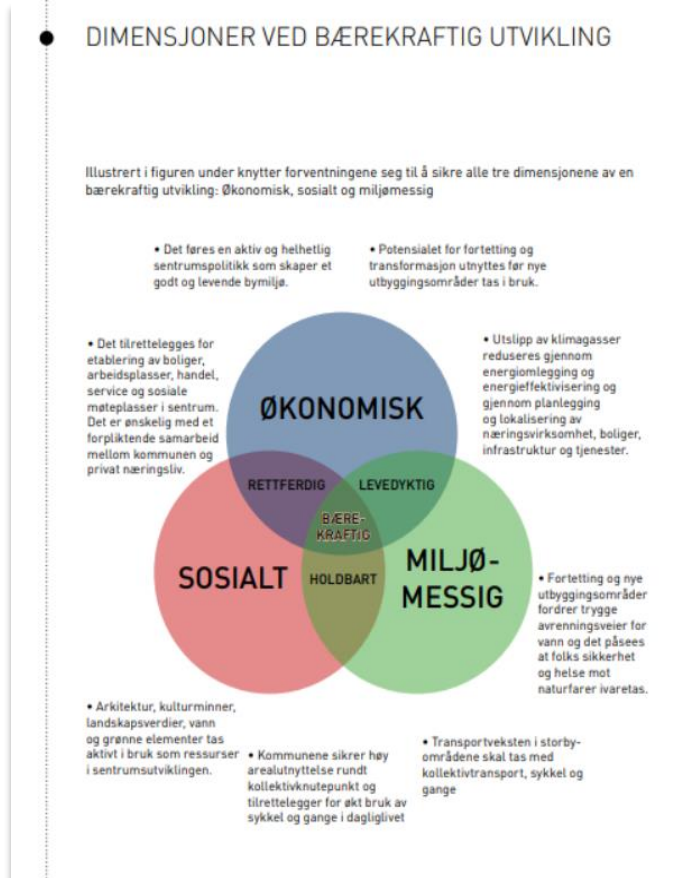 DIMENSJONER VED BÆREKRAFTIG UTVIKLING
Illustrert i figuren under knytter forventningene seg til å sikre alle tre dimensjonene av en
bærekraftig utvikling: Økonomisk, sosialt og miljømessig
• Det føres en aktiv og helhetlig
sentrumspolitikk som skaper et
godt og levende bymiljø.
• Potensialet for fortetting og
transformasjon utnyttes før nye
utbyggingsområder tas i bruk.
• Det tilrettelegges for
etablering av boliger,
arbeidsplasser, handel,
service og sosiale
møteplasser i sentrum.
Det er ønskelig med et
forpliktende samarbeid
mellom kommunen og
privat næringsliv.
• Utslipp av klimagasser
reduseres gjennom
energiomlegging og
energieffektivisering og
gjennom planlegging
og lokalisering av
næringsvirksomhet, boliger,
infrastruktur og tjenester.
ØKONOMISK
RETTFERDIG
LEVEDYKTIG
BÆRE-
KRAFTIG
SOSIALT
HOLDBART
MILJØ-
MESSIG
• Fortetting og nye
utbyggingsområder
fordrer trygge
avrenningsveier for
vann og det påsees
at folks sikkerhet
og helse mot
naturfarer ivaretas.
• Arkitektur, kulturminner,
landskapsverdier, vann
og grønne elementer tas
aktivt i bruk som ressurser
i sentrumsutviklingen.
• Kommunene sikrer høy
arealutnyttelse rundt
kollektivknutepunkt og
tilrettelegger for økt bruk av
sykkel og gange i dagliglivet
• Transportveksten i storby-
områdene skal tas med
kollektivtransport, sykkel og
gange